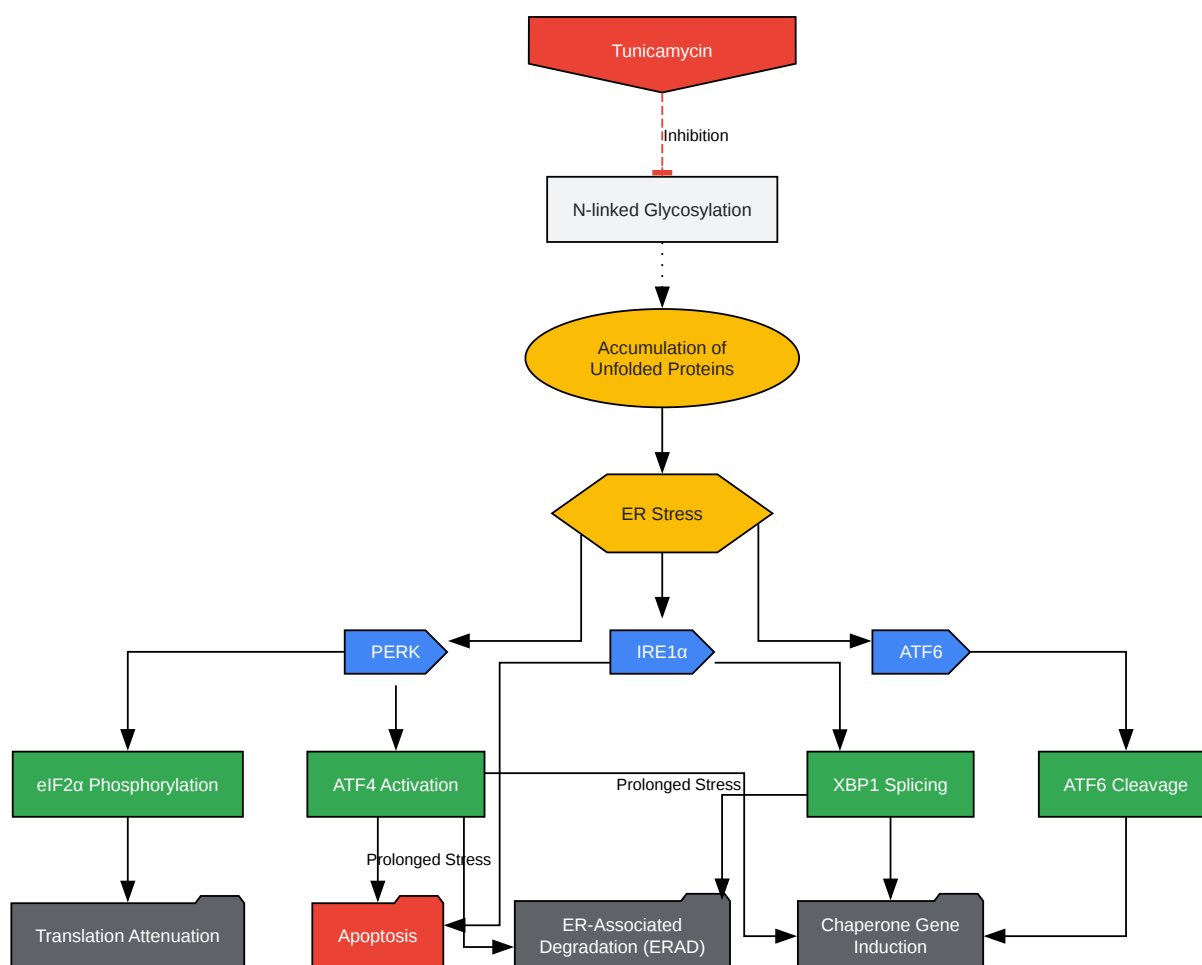 Tunicamycin
Inhibition
N-linked Glycosylation
Accumulation of
Unfolded Proteins
ER Stress
PERK
IRE1α
ATF6
eIF2α Phosphorylation
ATF4 Activation
Prolonged Stress
XBP1 Splicing
ATF6 Cleavage
Prolonged Stress
Translation Attenuation
Apoptosis
ER-Associated
Degradation (ERAD)
Chaperone Gene
Induction